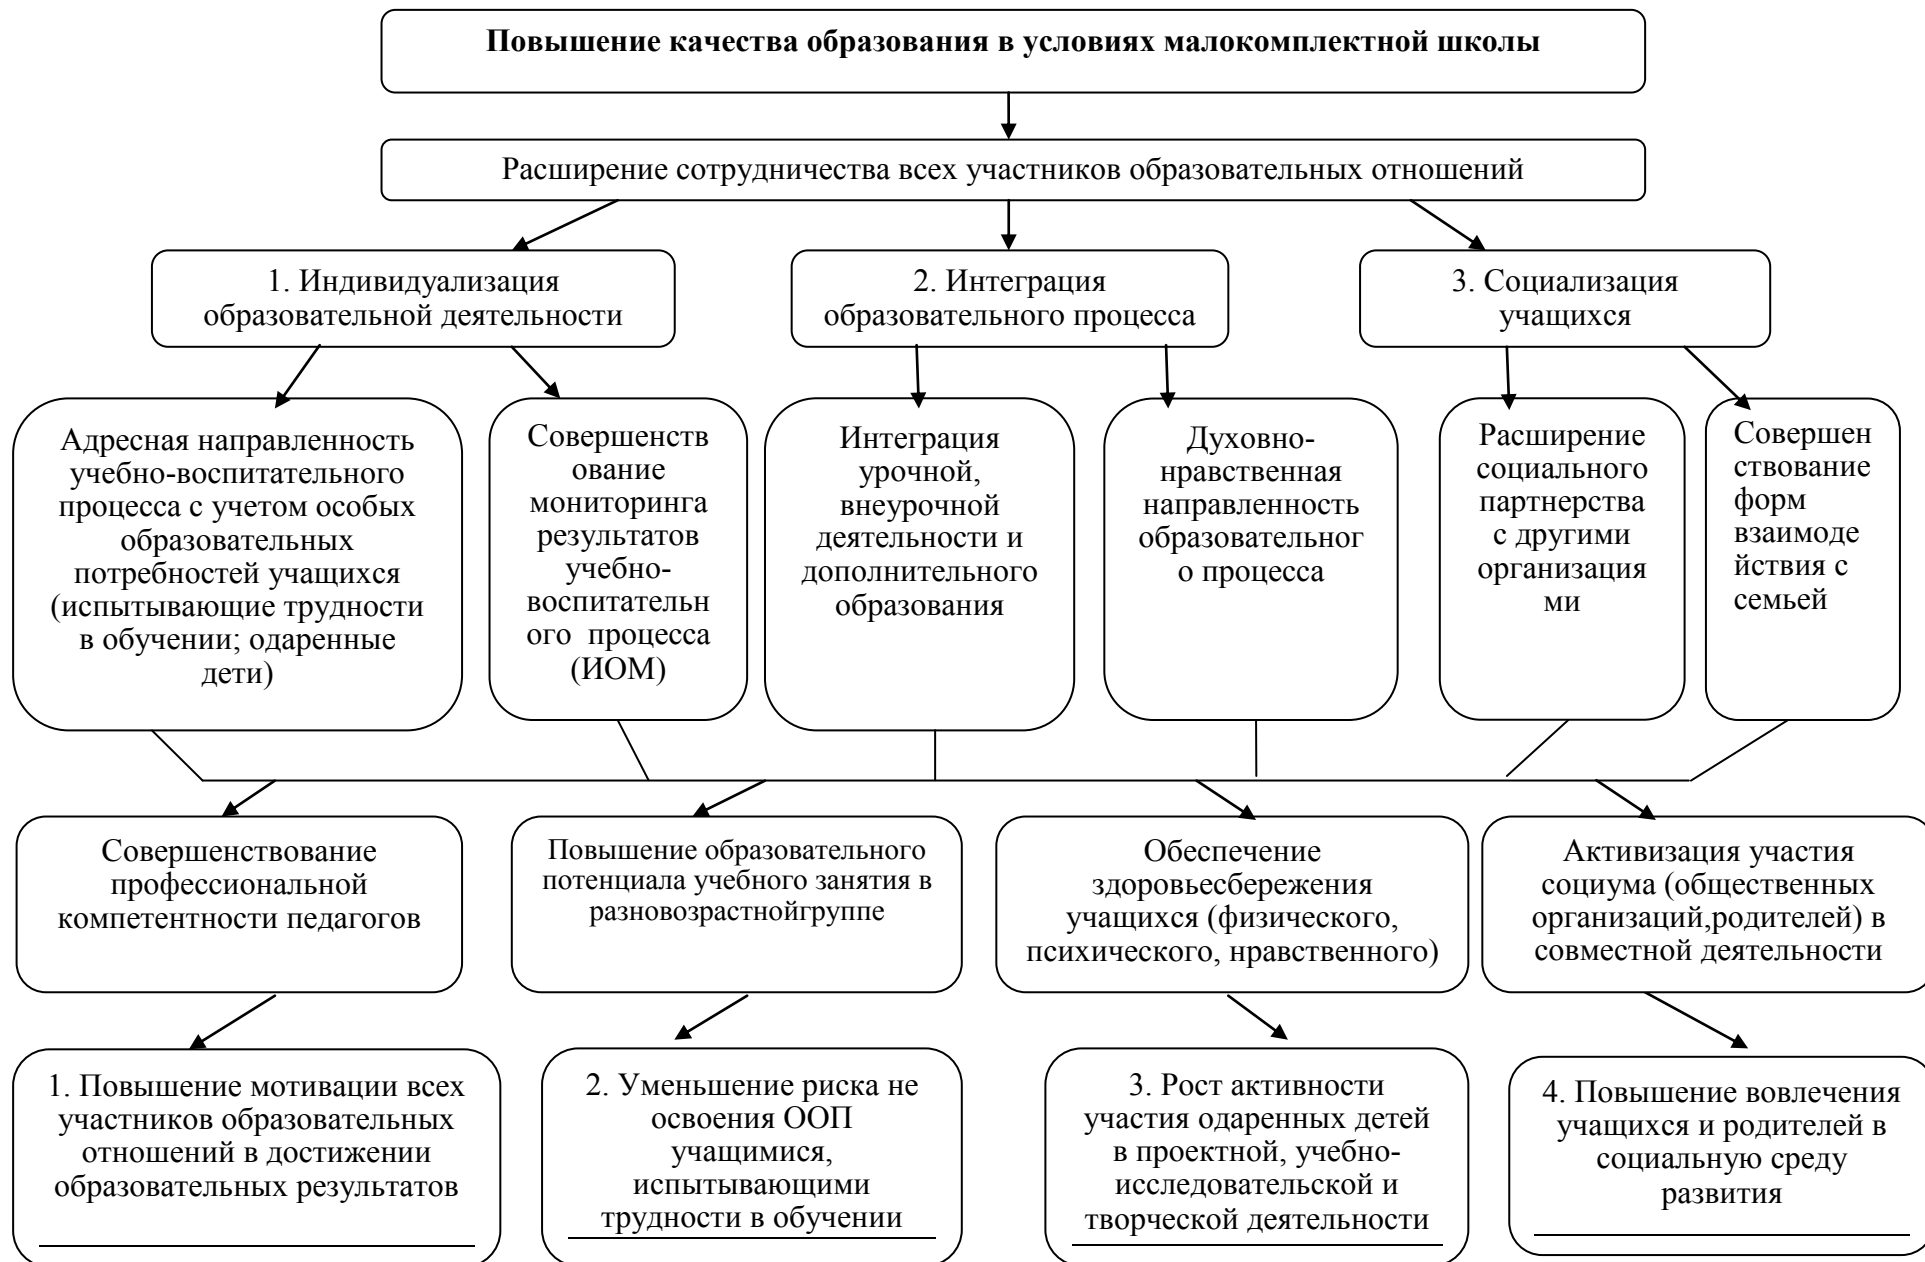 Повышение качества образования в условиях малокомплектной школы
Расширение сотрудничества всех участников образовательных отношений
1. Индивидуализация
образовательной деятельности
2. Интеграция
образовательного процесса
3. Социализация
учащихся
Адресная направленность
учебно-воспитательного
процесса с учетом особых
образовательных
потребностей учащихся
(испытывающие трудности
в обучении; одаренные
дети)
Совершенств
ование
мониторинга
результатов
учебно-
воспитательн
ого  процесса
(ИОМ)
Интеграция
урочной,
внеурочной
деятельности и
дополнительного
образования
Духовно-
нравственная
направленность
образовательног
о процесса
Расширение
социального
партнерства
с другими
организация
ми
Совершен
ствование
форм
взаимоде
йствия с
семьей
Совершенствование
профессиональной
компетентности педагогов
Повышение образовательного
потенциала учебного занятия в
разновозрастнойгруппе
Обеспечение
здоровьесбережения
учащихся (физического,
психического, нравственного)
Активизация участия
социума (общественных
организаций,родителей) в
совместной деятельности
1. Повышение мотивации всех
участников образовательных
отношений в достижении
образовательных результатов
2. Уменьшение риска не
освоения ООП
учащимися,
испытывающими
трудности в обучении
3. Рост активности
участия одаренных детей
в проектной, учебно-
исследовательской и
творческой деятельности
4. Повышение вовлечения
учащихся и родителей в
социальную среду
развития